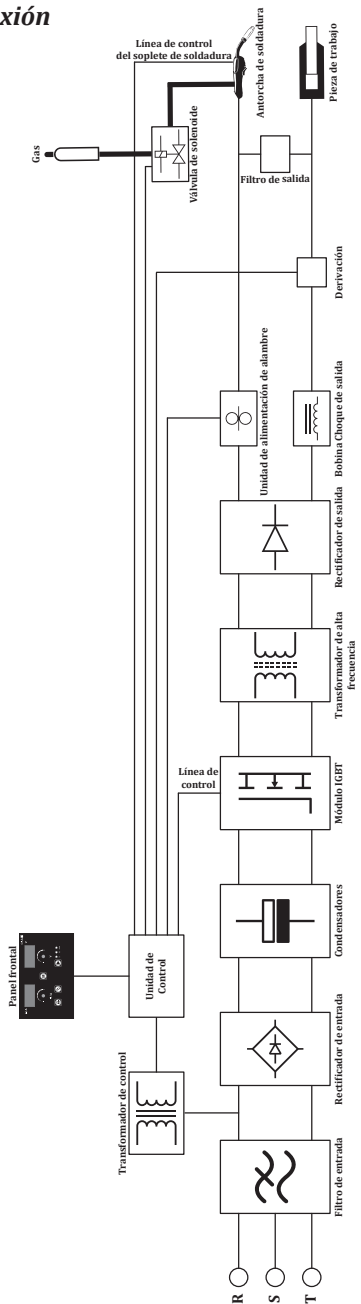 xión
Línea de control
del soplete de soldadura
Antorcha de soldadura
Pieza de trabajo
Gas
Válvula de solenoide
Filtro de salida
Derivación
Unidad de alimentación de alambre
Bobina Choque de salida
Rectificador de salida
Transformador de alta
frecuencia
Línea de
control
Módulo IGBT
Panel frontal
Unidad de
Control
Condensadores
Transformador de control
Rectificador de entrada
Filtro de entrada
R
S
T